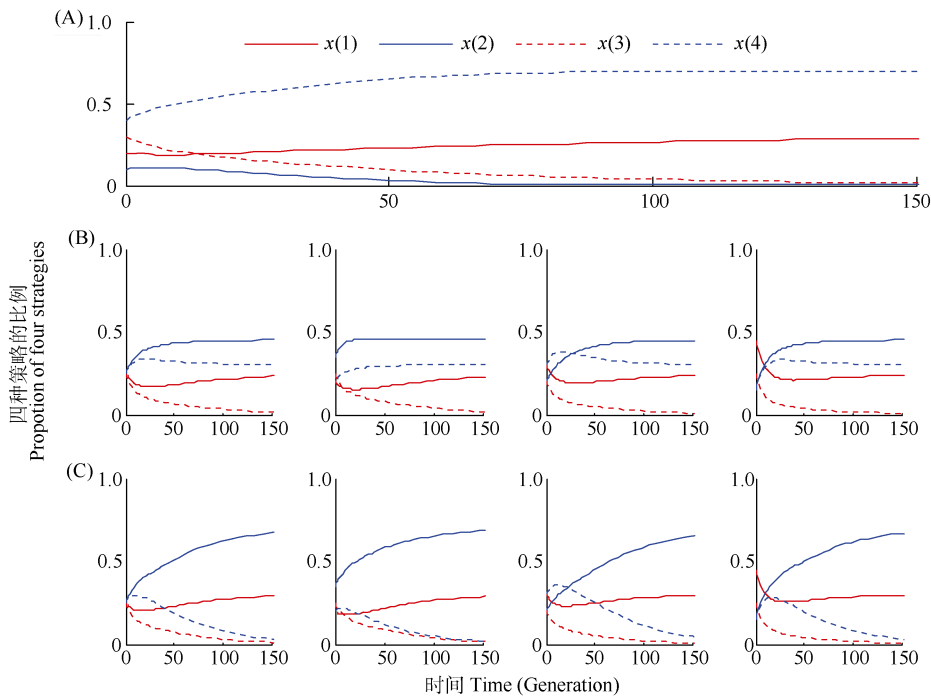 (A)
1.0
x(1) x(2) x(3) x(4)
0.5
0
0 50 100 150
四种策略的比例
Propotion of four strategies
(B)
1.0 1.0 1.0 1.0
0.5 0.5 0.5 0.5
0 0 0 0
0 50 100 150 0 50 100 150 0 50 100 150 0 50 100 150
(C)
1.0 1.0 1.0 1.0
0.5 0.5 0.5 0.5
0 0 0 0
0 50 100 150 0 50 100 150 0 50 100 150 0 50 100 150
时间 Time (Generation)